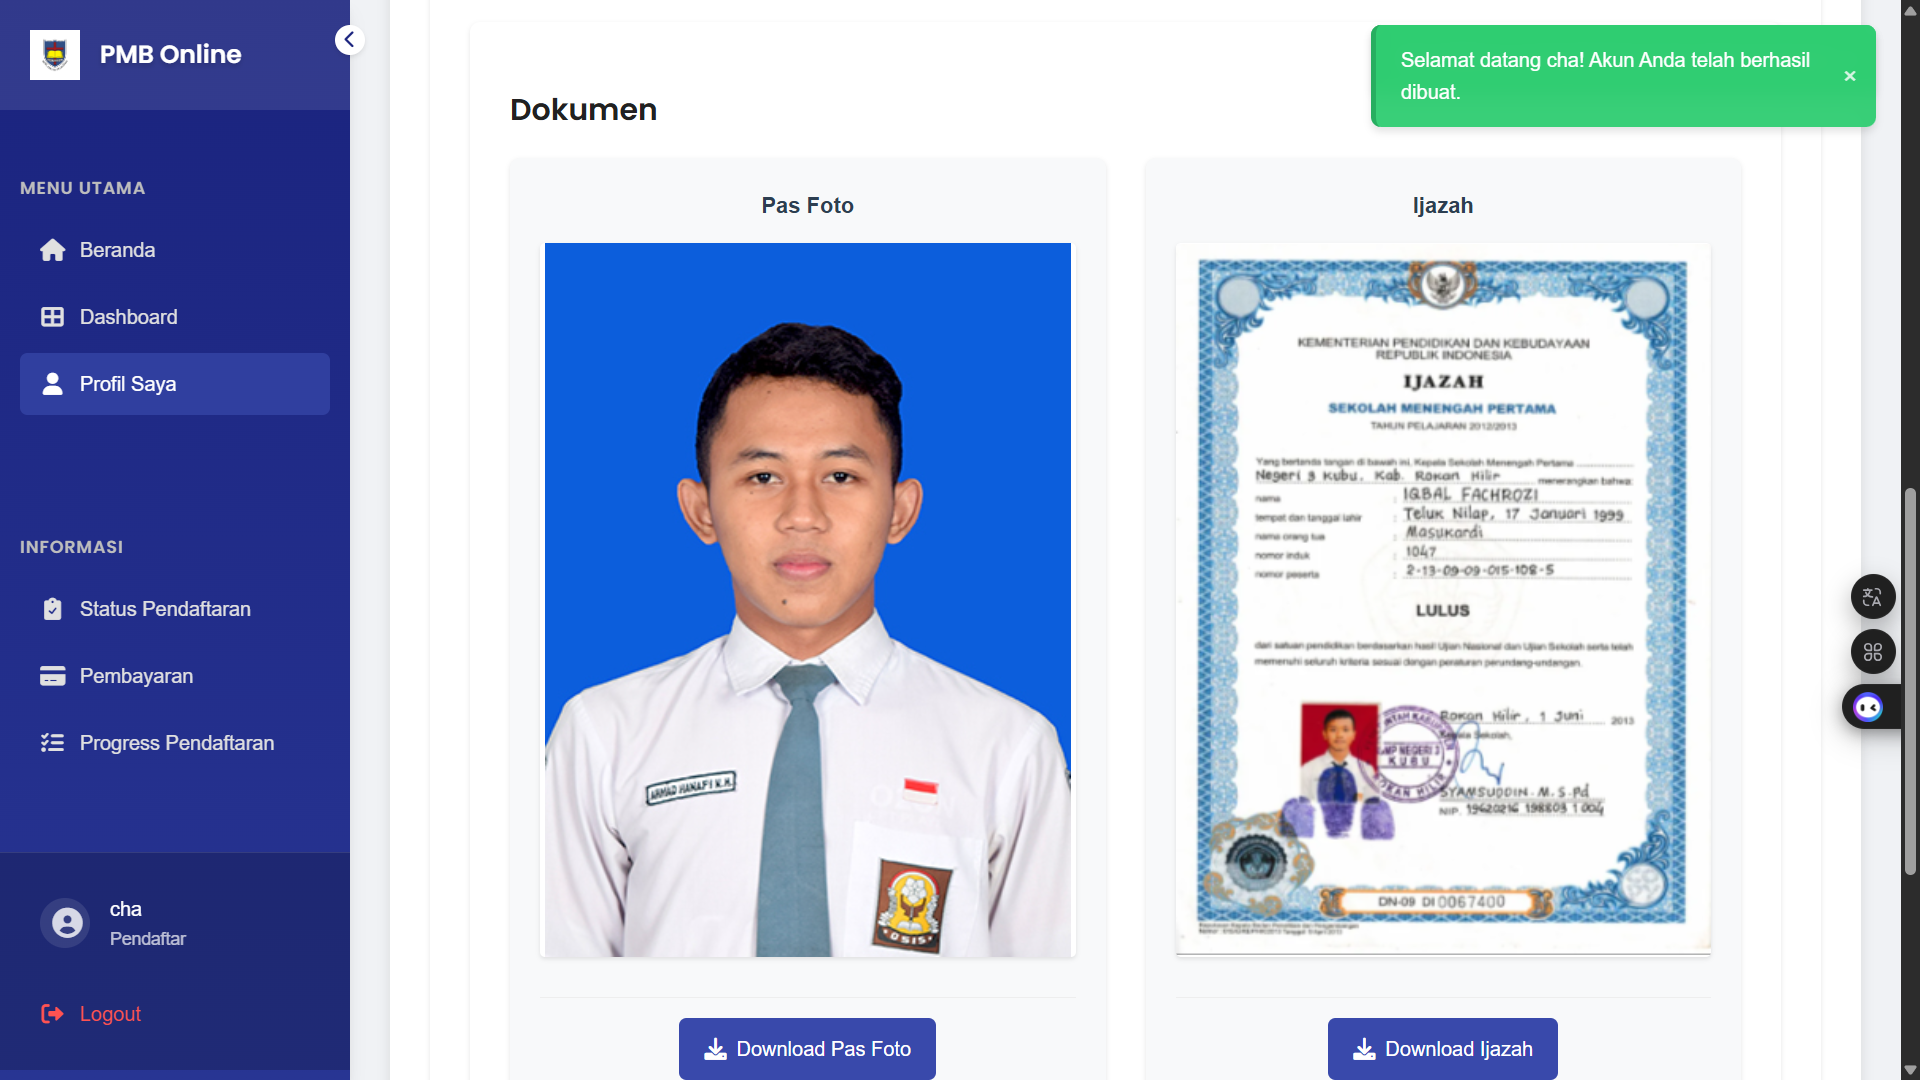 PMB Online
MENU UTAMA
Beranda
Dashboard
Profil Saya
INFORMASI
Status Pendaftaran
Pembayaran
Progress Pendaftaran
cha
Pendaftar
Logout
Selamat datang cha! Akun Anda telah berhasil
dibuat.
×
Dokumen
Pas Foto
AHMAD HANAFI N.H.
OSIS
Download Pas Foto
Ijazah
KEMENTERIAN PENDIDIKAN DAN KEBUDAYAAN
REPUBLIK INDONESIA
IJAZAH
SEKOLAH MENENGAH PERTAMA
TAHUN PELAJARAN 2012/2013
Yang bertanda tangan di bawah ini, Kepala Sekolah Menengah Pertama
Negeri 3 Kubu, Kab. Rokan Hilir menerangkan bahwa:
nama : IQBAL FACHROZI
tempat dan tanggal lahir : Teluk Nilap, 17 Januari 1999
nama orang tua : Masukardi
nomor induk : 1047
nomor peserta : 2-13-09-09-015-108-5
LULUS
dari satuan pendidikan berdasarkan hasil Ujian Nasional dan Ujian Sekolah serta telah
memenuhi seluruh kriteria sesuai dengan peraturan perundang-undangan.
Rokan Hilir, 1 Juni 2013
Kepala Sekolah,
SMP NEGERI 3
KUBU
SYAMSUDDIN.M.S.Pd
NIP. 19620216 198803 1 004
DN-09 DI 0067400
Download Ijazah